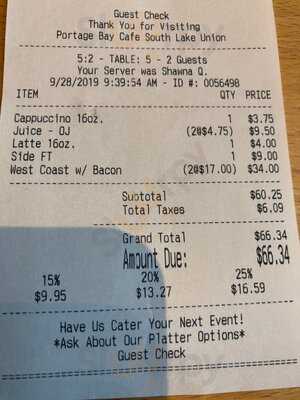 Guest Check
Thank You for Visiting
Portage Bay Cafe South Lake Union
5:2 - TABLE: 5 - 2 Guests
Your Server was Shawna Q.
9/28/2019 9:39:54 AM - ID #: 0056498
ITEM QTY PRICE
Cappuccino 16oz. 1 $3.75
Juice - OJ (2@$4.75) $9.50
Latte 16oz. 1 $4.00
Side FT 1 $9.00
West Coast w/ Bacon (2@$17.00) $34.00
Subtotal $60.25
Total Taxes $6.09
Grand Total $66.34
Amount Due: $66.34
15% 20% 25%
$9.95 $13.27 $16.59
Have Us Cater Your Next Event!
*Ask About Our Platter Options*
Guest Check